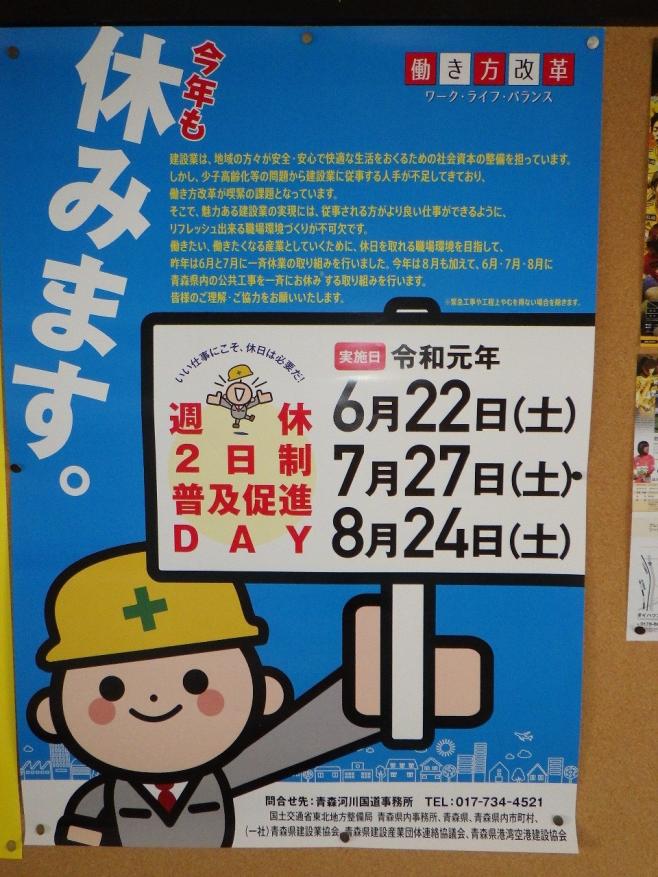 今年も
休みます。
働き方改革
ワーク・ライフ・バランス
建設業は、地域の方々が安全・安心で快適な生活をおくるための社会資本の整備を担っています。
しかし、少子高齢化等の問題から建設業に従事する人手が不足してきており、
働き方改革が喫緊の課題となっています。
そこで、魅力ある建設業の実現には、従事される方がより良い仕事ができるように、
リフレッシュ出来る職場環境づくりが不可欠です。
働きたい、働きたくなる産業としていくために、休日を取れる職場環境を目指して、
昨年は6月と7月に一斉休業の取り組みを行いました。今年は8月も加えて、6月・7月・8月に
青森県内の公共工事を一斉にお休み※する取り組みを行います。
皆様のご理解・ご協力をお願いいたします。
※緊急工事や工程上やむを得ない場合を除きます。
いい仕事にこそ、休日は必要だ!
週休
2日制
普及促進
DAY
実施日 令和元年
6月22日(土)
7月27日(土)
8月24日(土)
問合せ先:青森河川国道事務所 TEL:017-734-4521
国土交通省東北地方整備局 青森県内事務所、青森県、青森県内市町村、
(一社)青森県建設業協会、青森県建設産業団体連絡協議会、青森県港湾空港建設協会